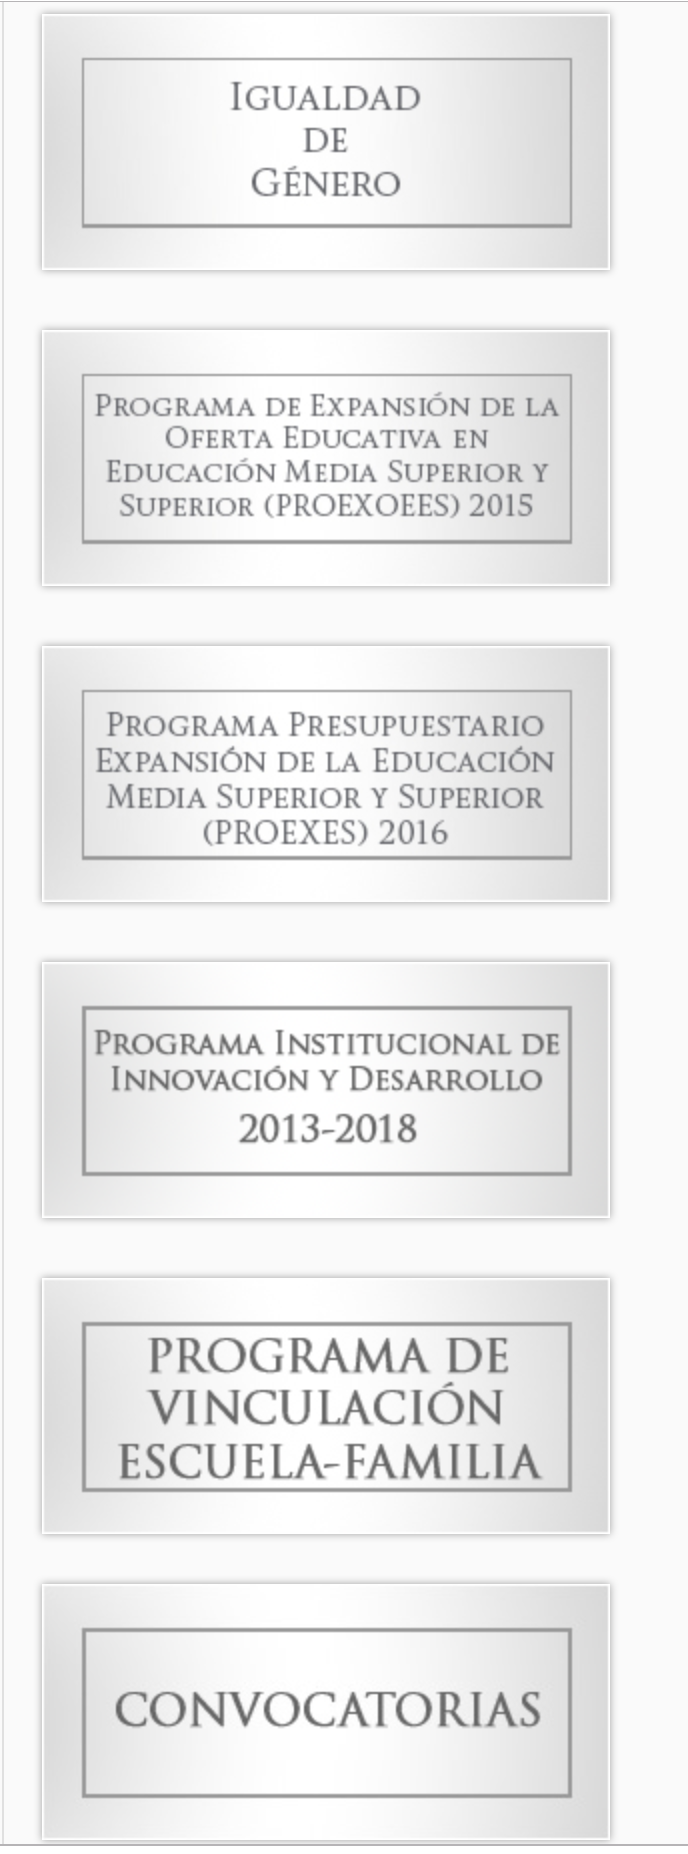 IGUALDAD
DE
GÉNERO
PROGRAMA DE EXPANSIÓN DE LA
OFERTA EDUCATIVA EN
EDUCACIÓN MEDIA SUPERIOR Y
SUPERIOR (PROEXOEES) 2015
PROGRAMA PRESUPUESTARIO
EXPANSIÓN DE LA EDUCACIÓN
MEDIA SUPERIOR Y SUPERIOR
(PROEXES) 2016
PROGRAMA INSTITUCIONAL DE
INNOVACIÓN Y DESARROLLO
2013-2018
PROGRAMA DE
VINCULACIÓN
ESCUELA-FAMILIA
CONVOCATORIAS